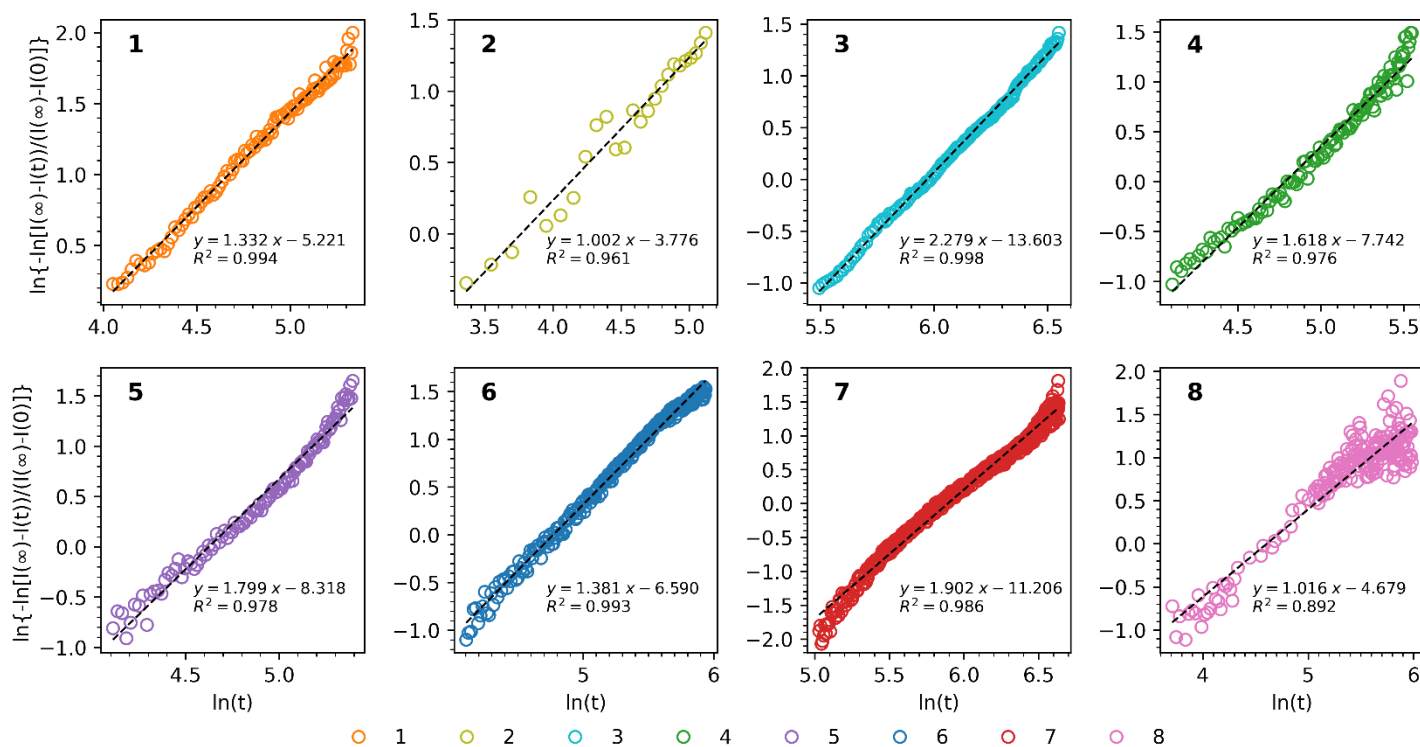 1
2.0
1.5
1.0
0.5
y = 1.332 x − 5.221
R² = 0.994
4.0 4.5 5.0
2
1.0
0.5
0.0
y = 1.002 x − 3.776
R² = 0.961
3.5 4.0 4.5 5.0
3
1.5
1.0
0.5
0.0
−0.5
−1.0
y = 2.279 x − 13.603
R² = 0.998
5.5 6.0 6.5
4
1.5
1.0
0.5
0.0
−0.5
−1.0
y = 1.618 x − 7.742
R² = 0.976
4.5 5.0 5.5
ln{-ln[I(∞)-I(t))/(I(∞)-I(0)]}
5
1.5
1.0
0.5
0.0
−0.5
−1.0
y = 1.799 x − 8.318
R² = 0.978
4.5 5.0
ln(t)
6
1.5
1.0
0.5
0.0
−0.5
−1.0
y = 1.381 x − 6.590
R² = 0.993
5 6
ln(t)
7
2.0
1.5
1.0
0.5
0.0
−0.5
−1.0
−1.5
−2.0
y = 1.902 x − 11.206
R² = 0.986
5.0 5.5 6.0 6.5
ln(t)
8
2.0
1.5
1.0
0.5
0.0
−0.5
−1.0
y = 1.016 x − 4.679
R² = 0.892
4 5 6
ln(t)
ln{-ln[I(∞)-I(t))/(I(∞)-I(0)]}
1 2 3 4 5 6 7 8